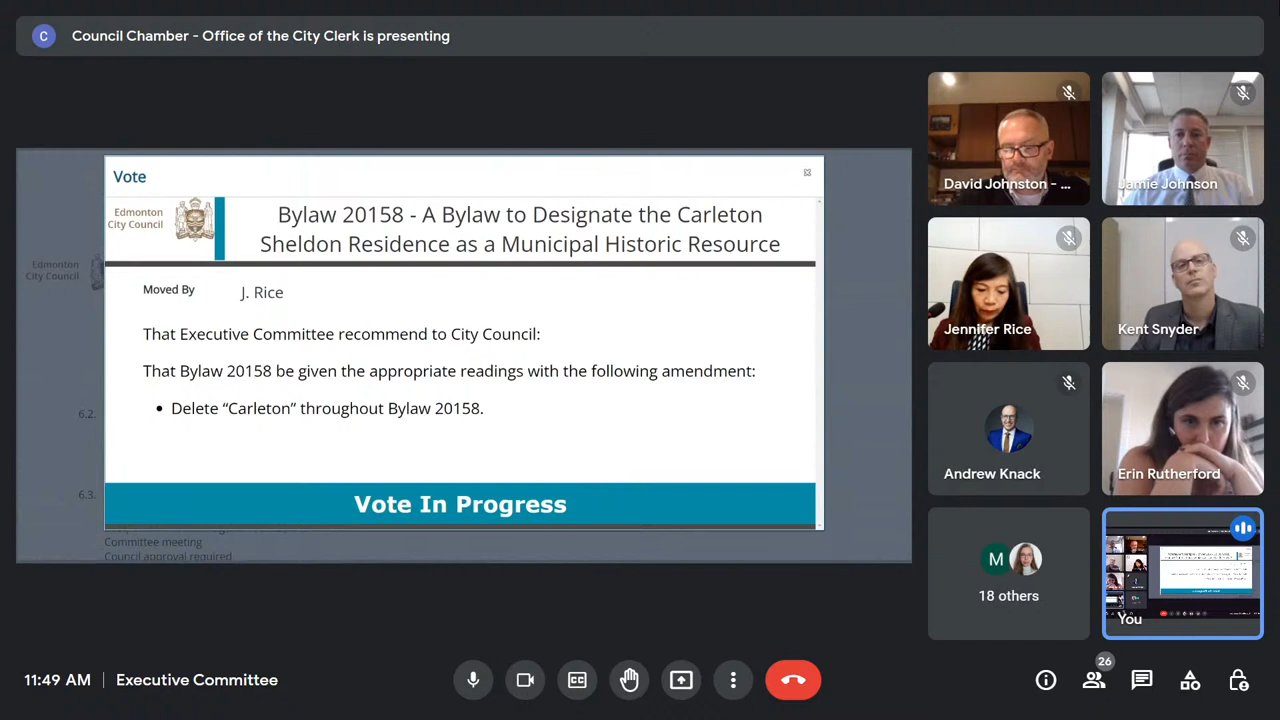 C
Council Chamber - Office of the City Clerk is presenting
Vote
Edmonton
City Council
Bylaw 20158 - A Bylaw to Designate the Carleton
Sheldon Residence as a Municipal Historic Resource
Moved By
J. Rice
That Executive Committee recommend to City Council:
That Bylaw 20158 be given the appropriate readings with the following amendment:
• Delete “Carleton” throughout Bylaw 20158.
Vote In Progress
Edmonton
City Council
6.2.
6.3.
Committee meeting
Council approval required
David Johnston - ...
Jamie Johnson
Jennifer Rice
Kent Snyder
Andrew Knack
Erin Rutherford
M
18 others
You
11:49 AM
Executive Committee
26